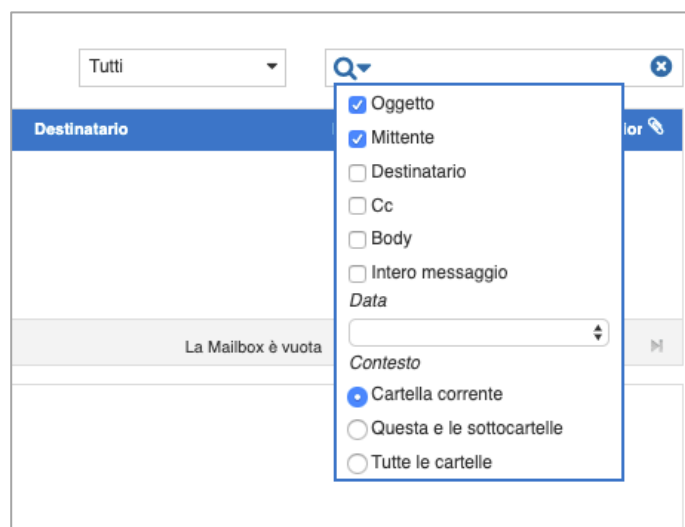 Tutti
Oggetto
Destinatario
Mittente
Destinatario
Cc
Body
Intero messaggio
Data
La Mailbox è vuota
Contesto
Cartella corrente
Questa e le sottocartelle
Tutte le cartelle